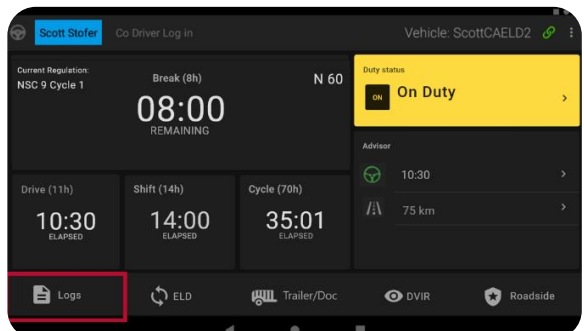 Scott Stofer
Co Driver Log in
Vehicle: ScottCAELD2
Current Regulation:
NSC 9 Cycle 1
Break (8h)
N 60
08:00
REMAINING
Duty status
ON
On Duty
Advisor
10:30
75 km
Drive (11h)
10:30
ELAPSED
Shift (14h)
14:00
ELAPSED
Cycle (70h)
35:01
ELAPSED
Logs
ELD
Trailer/Doc
DVIR
Roadside